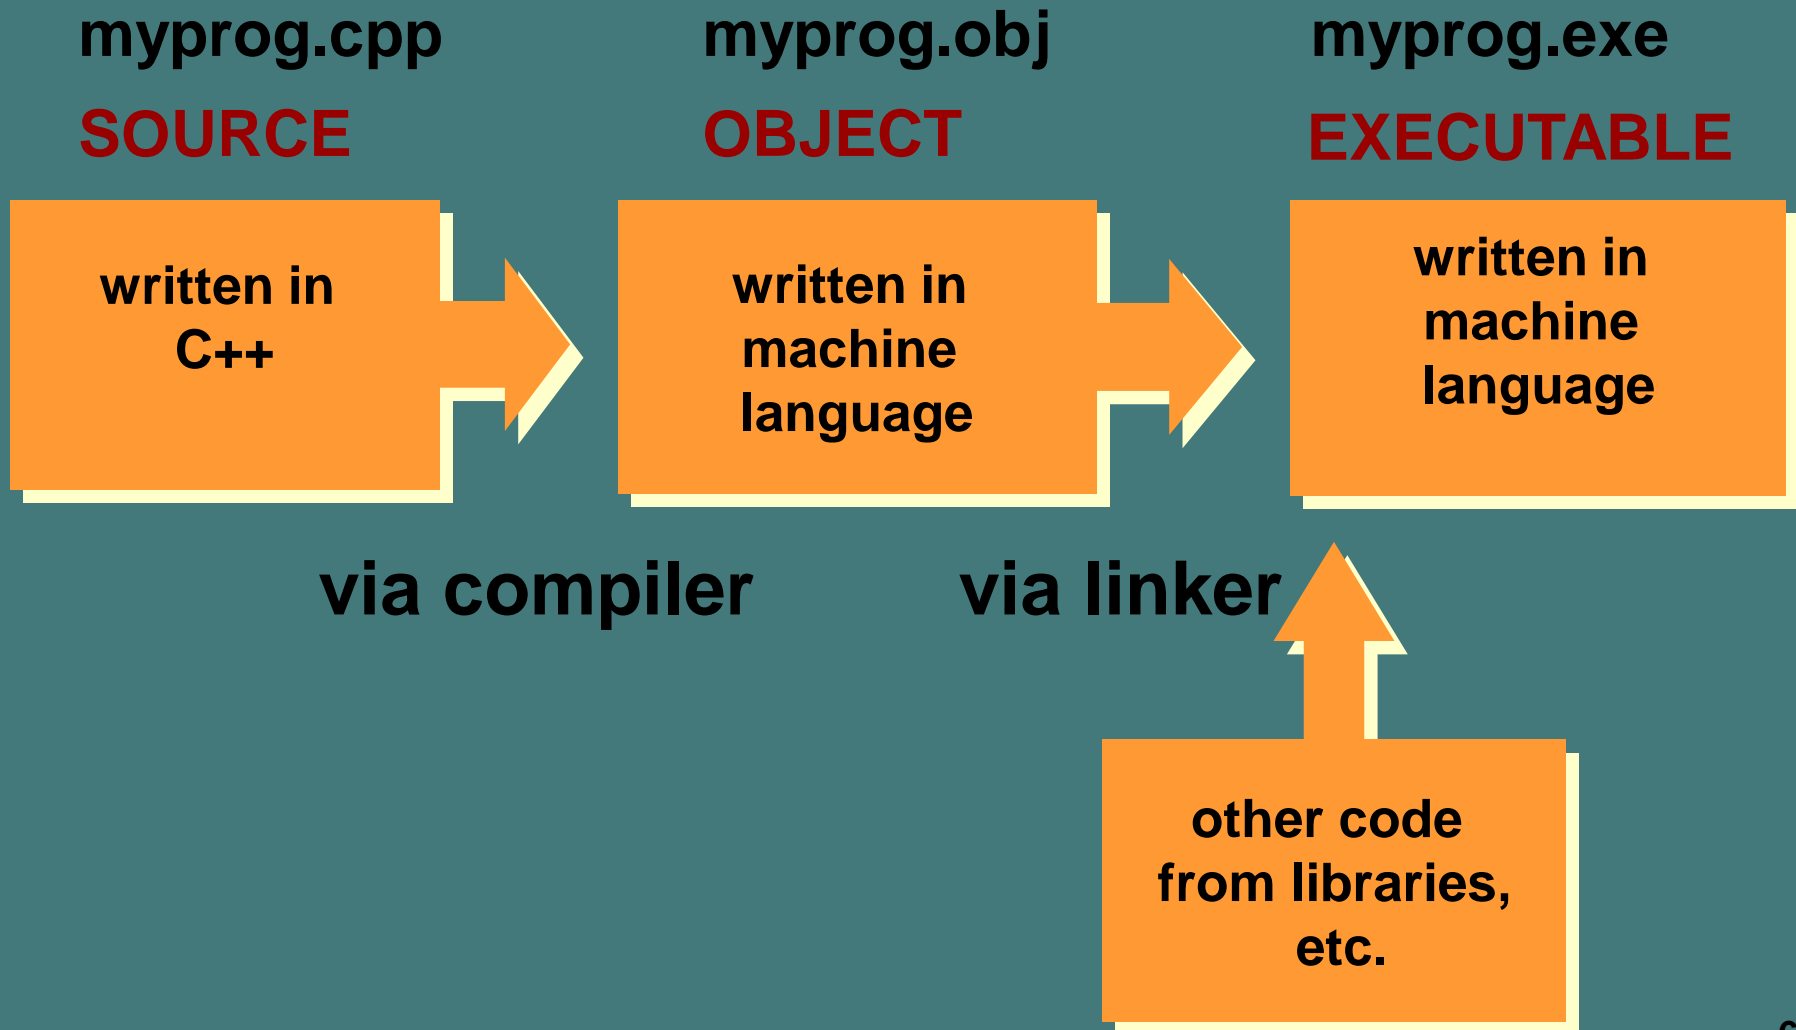 myprog.cpp
myprog.obj
myprog.exe
SOURCE
OBJECT
EXECUTABLE
written in
C++
written in
machine
language
written in
machine
language
via compiler
via linker
other code
from libraries,
etc.